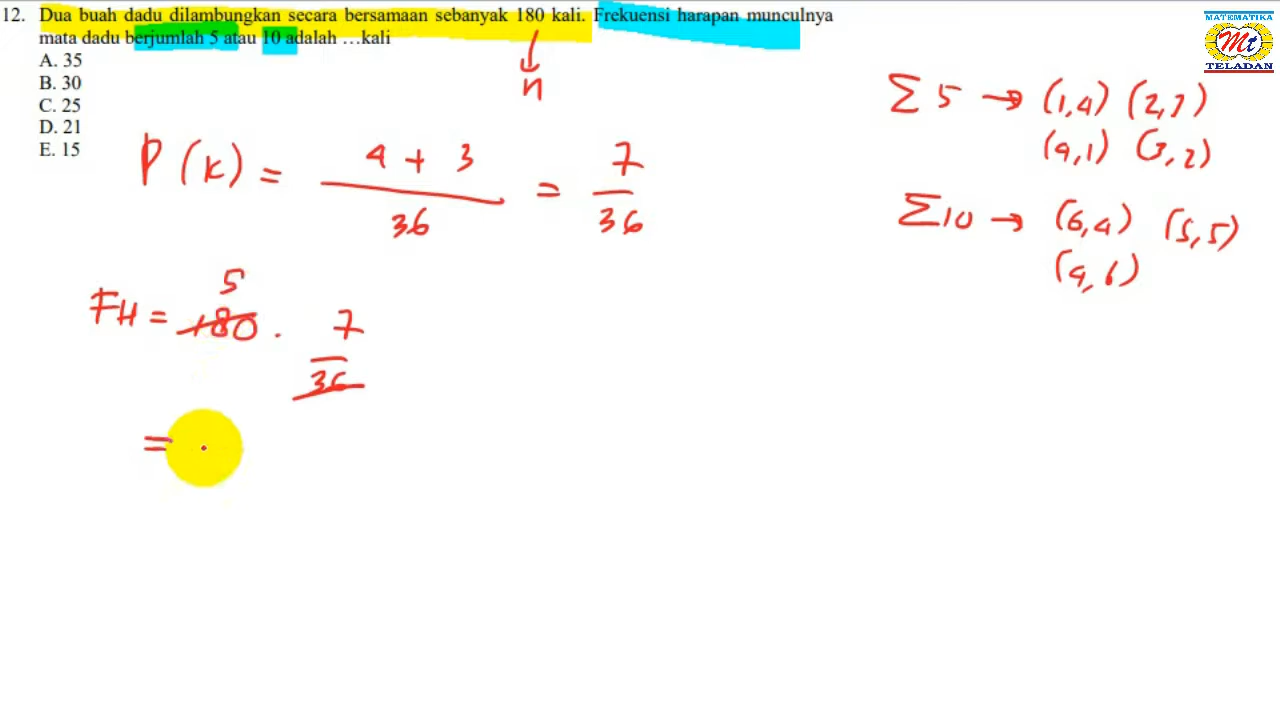 12. Dua buah dadu dilambungkan secara bersamaan sebanyak 180 kali. Frekuensi harapan munculnya
mata dadu berjumlah 5 atau 10 adalah …kali
A. 35
B. 30
C. 25
D. 21
E. 15
n
P(K) = 4 + 3 / 36 = 7 / 36
FH = 180 5 . 7 / 36
=
Σ 5 → (1,4) (2,3)
(4,1) (3,2)
Σ10 → (6,4) (5,5)
(4,6)
MATEMATIKA
Mt
TELADAN